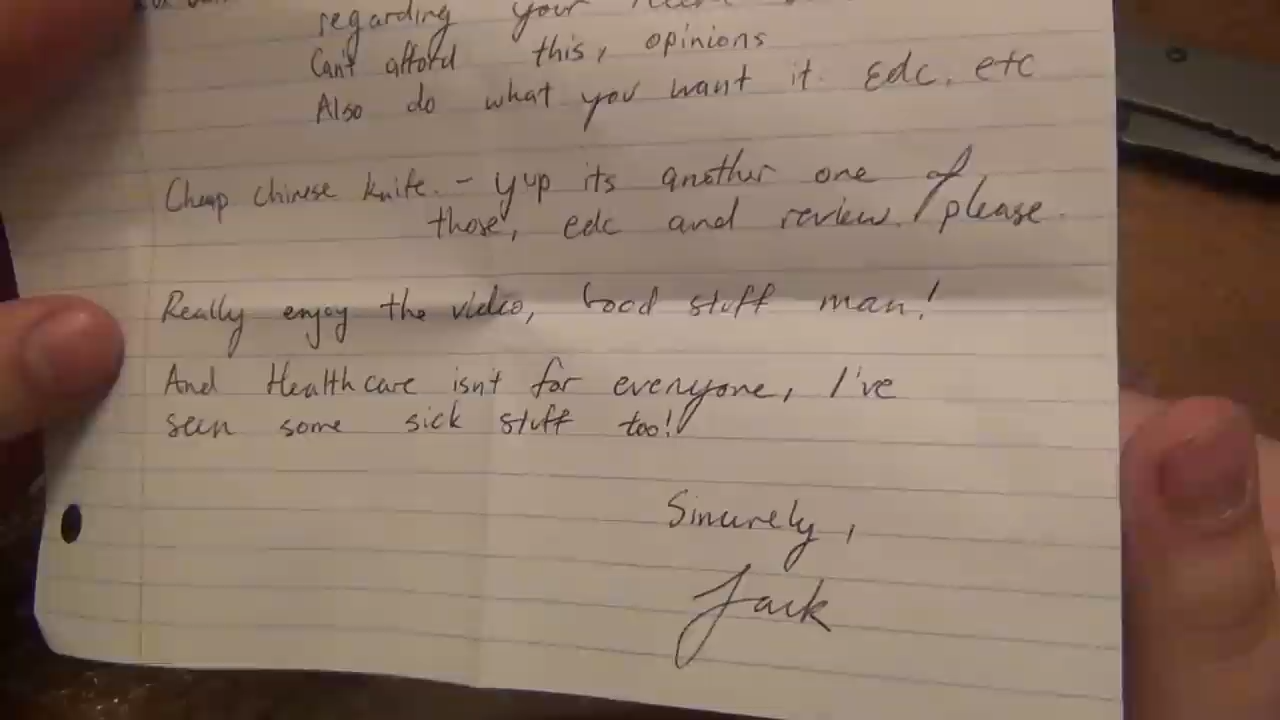 regarding your
Can't afford this, opinions
Also do what you want it. Edc. etc
Cheap chinese knife. - yup its another one of
those, edc and review please.
Really enjoy the video, Good stuff man!
And Healthcare isn't for everyone, I've
seen some sick stuff too!
Sincerely,
Jack